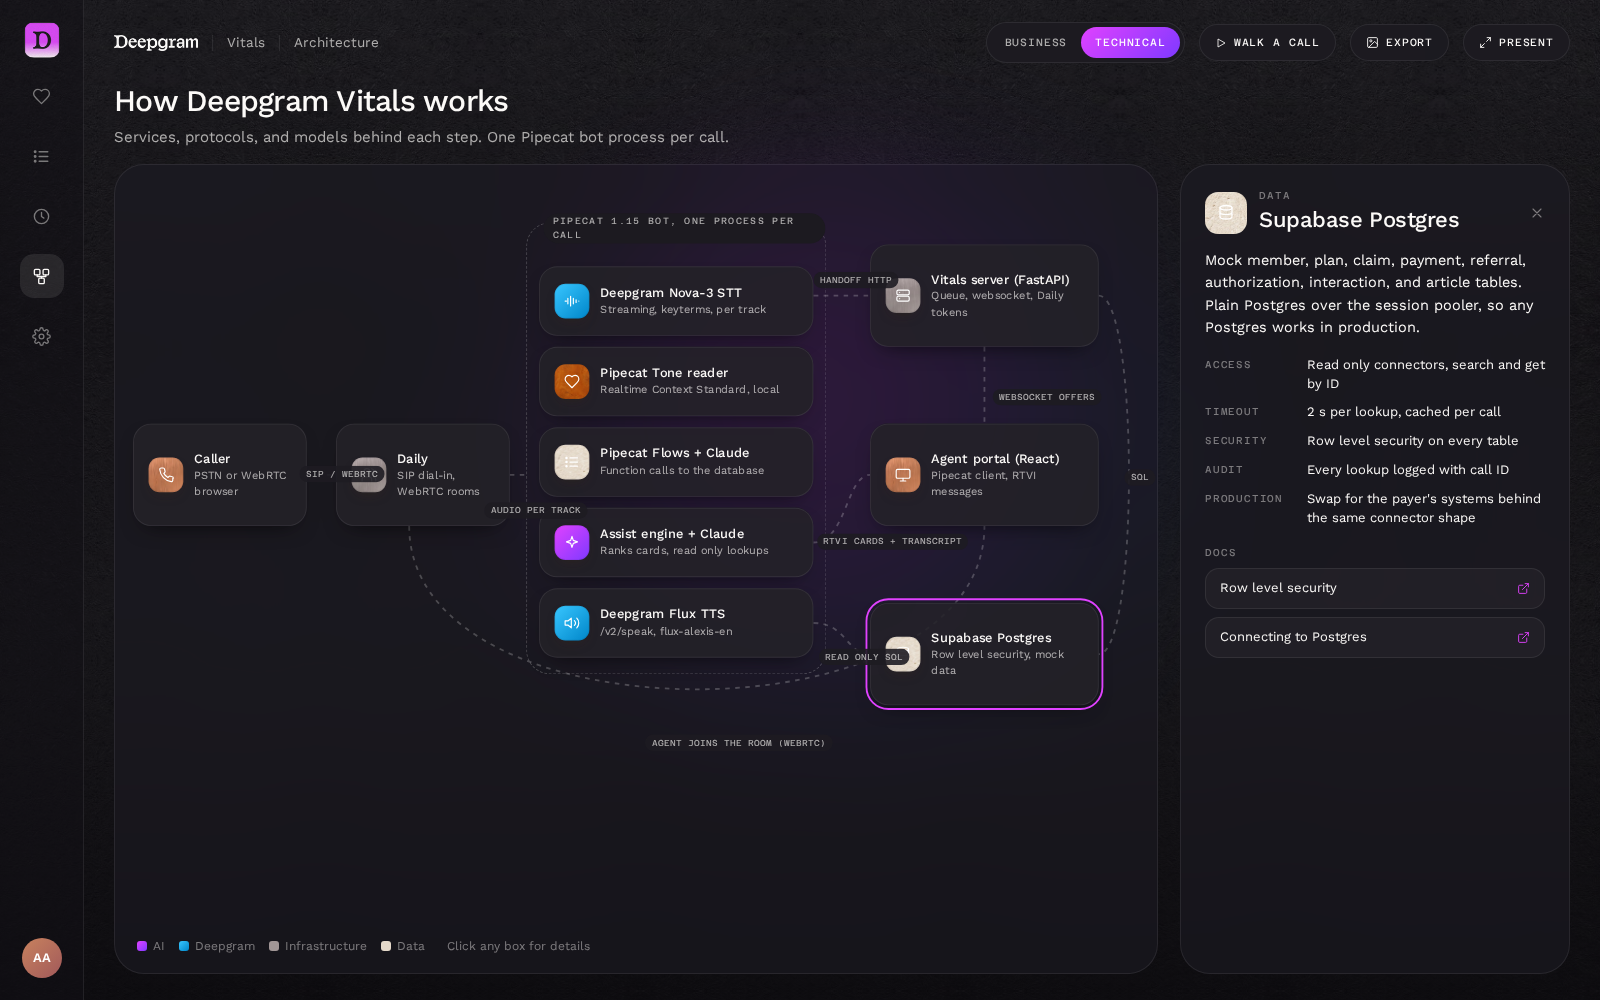 D
Deepgram
Vitals
Architecture
BUSINESS
TECHNICAL
WALK A CALL
EXPORT
PRESENT
How Deepgram Vitals works
Services, protocols, and models behind each step. One Pipecat bot process per call.
PIPECAT 1.15 BOT, ONE PROCESS PER
CALL
Deepgram Nova-3 STT
Streaming, keyterms, per track
Pipecat Tone reader
Realtime Context Standard, local
Pipecat Flows + Claude
Function calls to the database
Assist engine + Claude
Ranks cards, read only lookups
Deepgram Flux TTS
/v2/speak, flux-alexis-en
Caller
PSTN or WebRTC
browser
SIP / WEBRTC
Daily
SIP dial-in,
WebRTC rooms
AUDIO PER TRACK
HANDOFF HTTP
Vitals server (FastAPI)
Queue, websocket, Daily
tokens
WEBSOCKET OFFERS
Agent portal (React)
Pipecat client, RTVI
messages
SQL
RTVI CARDS + TRANSCRIPT
READ ONLY SQL
Supabase Postgres
Row level security, mock
data
AGENT JOINS THE ROOM (WEBRTC)
AI
Deepgram
Infrastructure
Data
Click any box for details
DATA
Supabase Postgres
Mock member, plan, claim, payment, referral,
authorization, interaction, and article tables.
Plain Postgres over the session pooler, so any
Postgres works in production.
ACCESS
Read only connectors, search and get
by ID
TIMEOUT
2 s per lookup, cached per call
SECURITY
Row level security on every table
AUDIT
Every lookup logged with call ID
PRODUCTION
Swap for the payer's systems behind
the same connector shape
DOCS
Row level security
Connecting to Postgres
AA